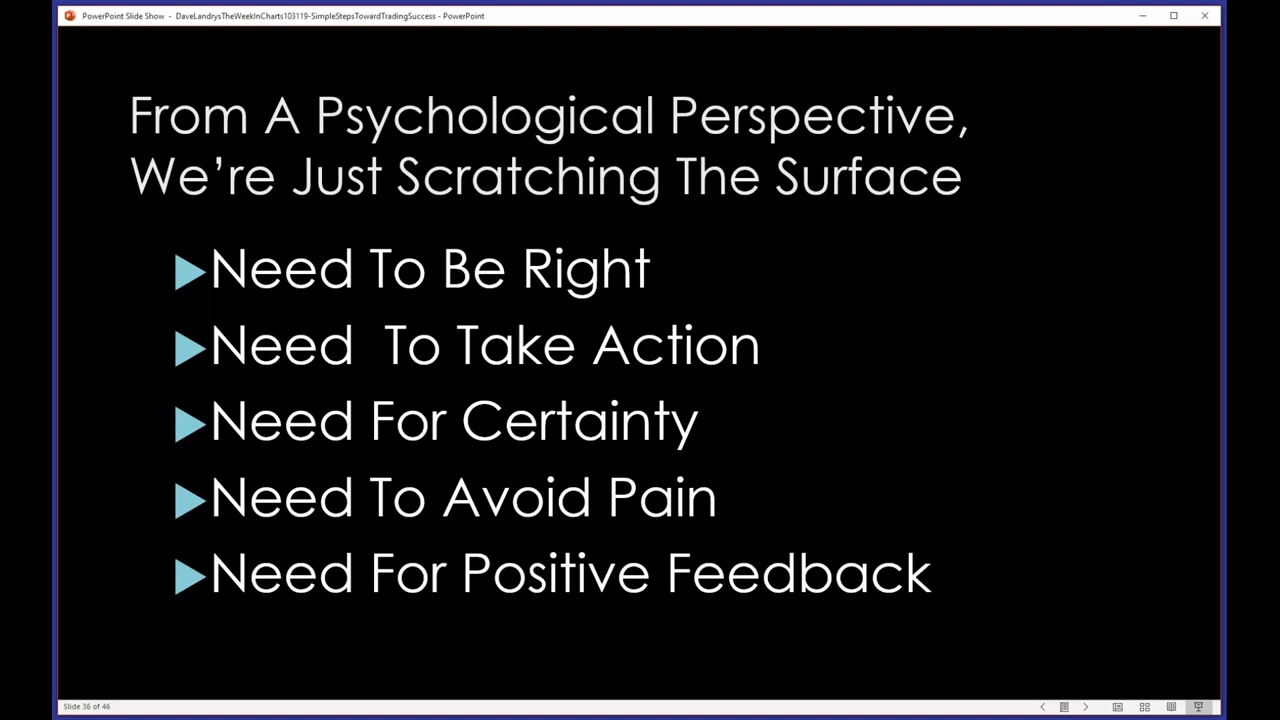 PowerPoint Slide Show - DaveLandrysTheWeekInCharts103119-SimpleStepsTowardTradingSuccess - PowerPoint
From A Psychological Perspective,
We’re Just Scratching The Surface
Need To Be Right
Need  To Take Action
Need For Certainty
Need To Avoid Pain
Need For Positive Feedback
Slide 36 of 46